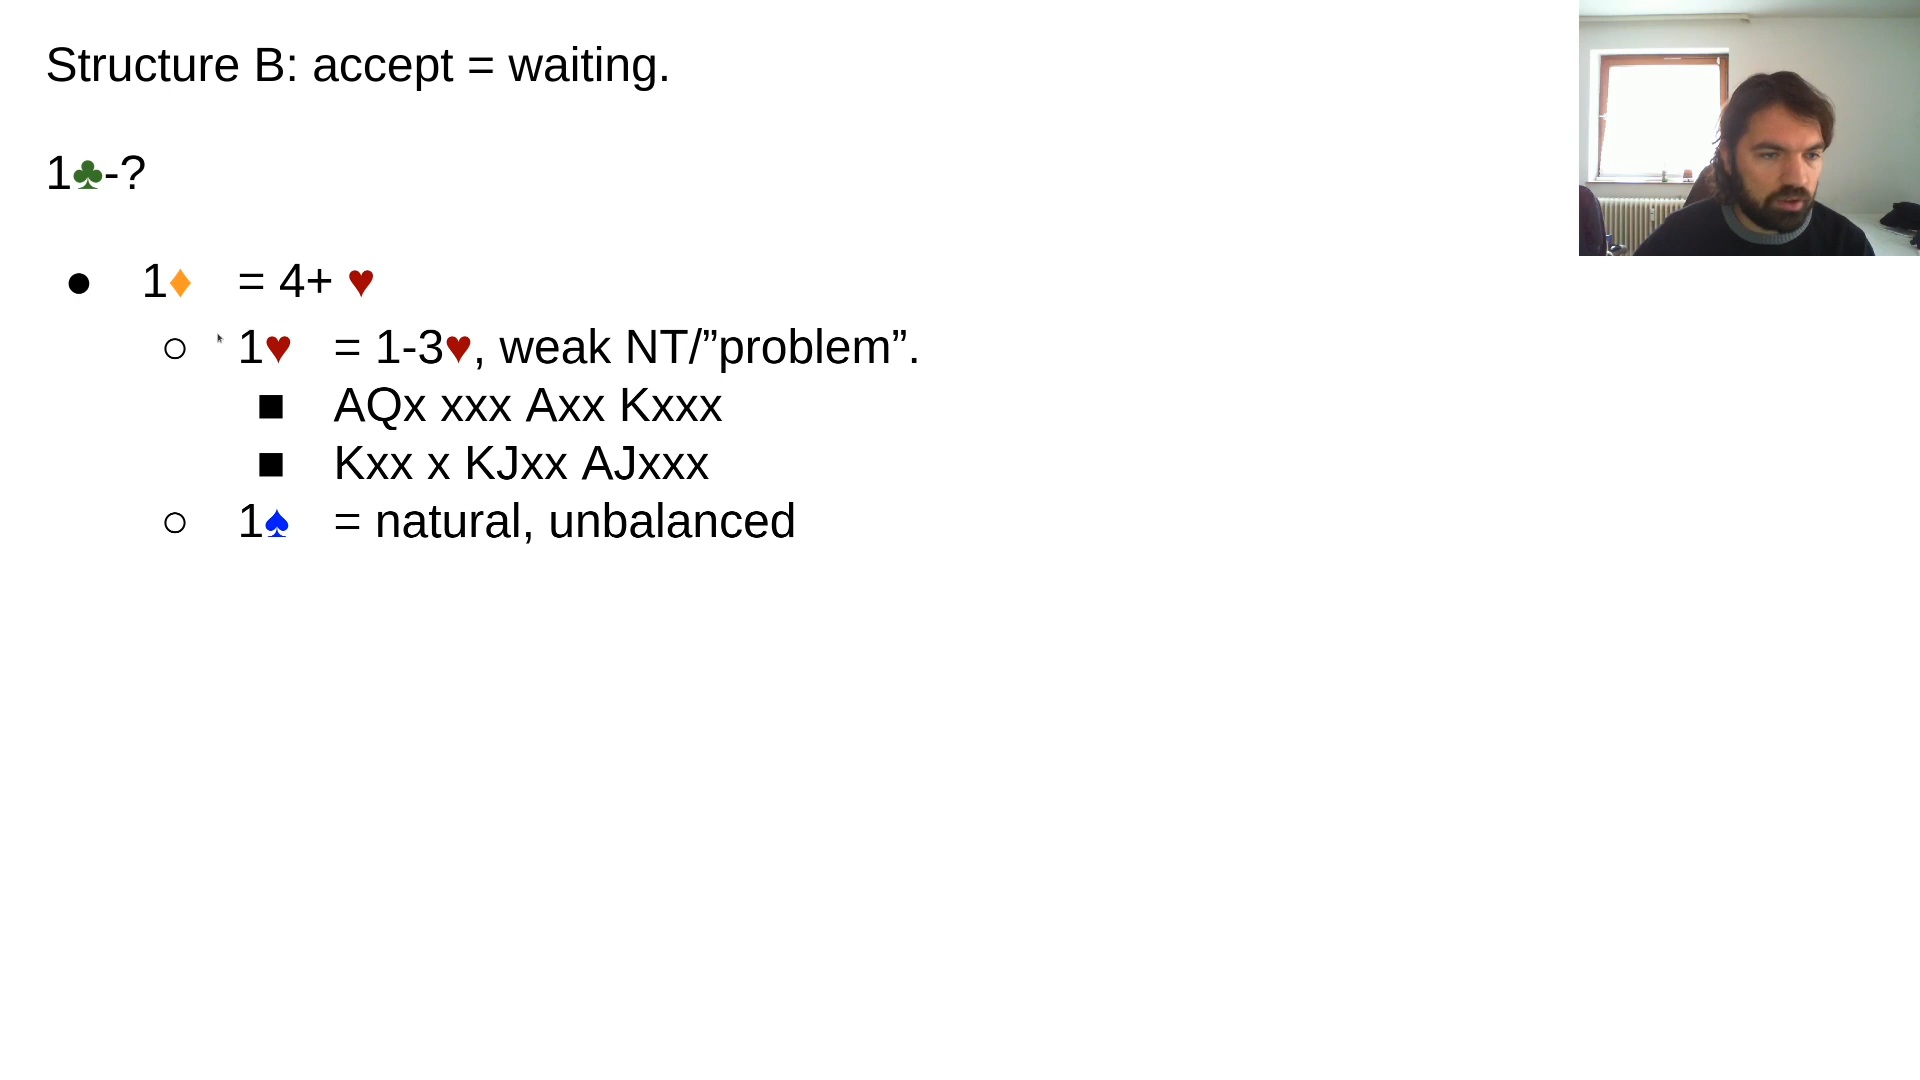 Structure B: accept = waiting.
1♣-?
● 1♦ = 4+ ♥
○ 1♥ = 1-3♥, weak NT/”problem”.
■ AQx xxx Axx Kxxx
■ Kxx x KJxx AJxxx
○ 1♠ = natural, unbalanced